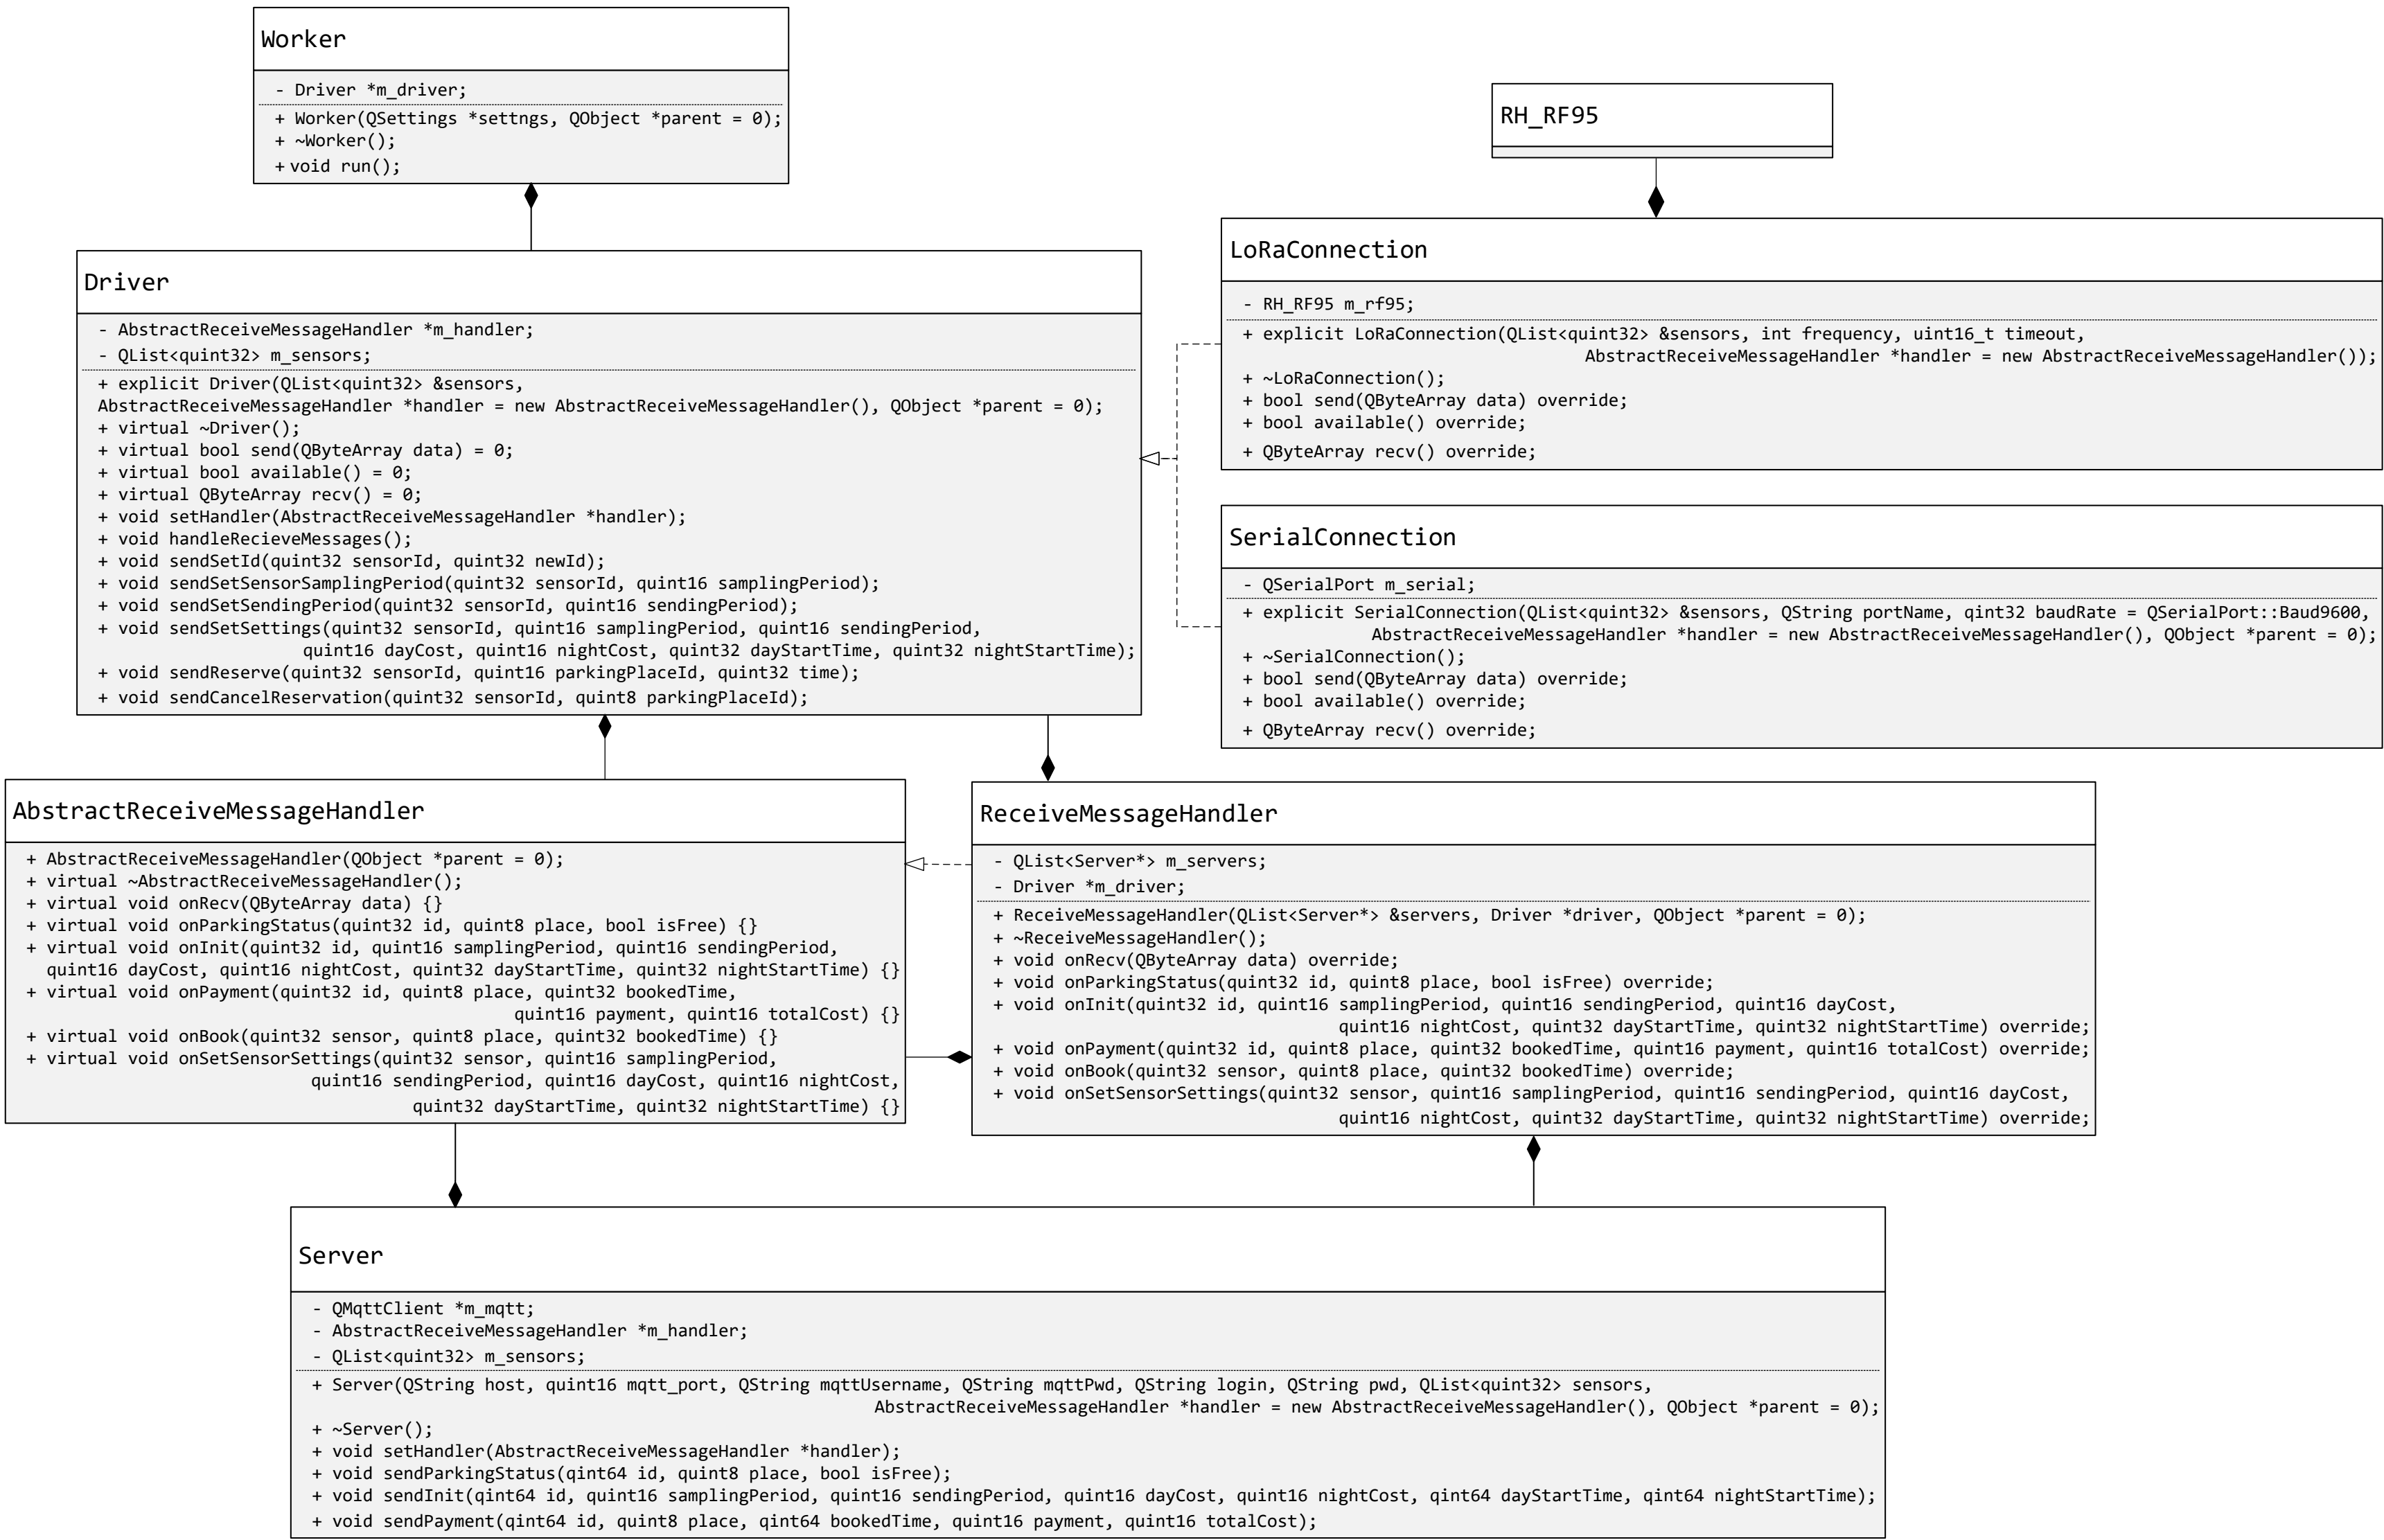 Worker
- Driver *m_driver;
+ Worker(QSettings *settngs, QObject *parent = 0);
+ ~Worker();
+ void run();
RH_RF95
Driver
- AbstractReceiveMessageHandler *m_handler;
- QList<quint32> m_sensors;
+ explicit Driver(QList<quint32> &sensors,
AbstractReceiveMessageHandler *handler = new AbstractReceiveMessageHandler(), QObject *parent = 0);
+ virtual ~Driver();
+ virtual bool send(QByteArray data) = 0;
+ virtual bool available() = 0;
+ virtual QByteArray recv() = 0;
+ void setHandler(AbstractReceiveMessageHandler *handler);
+ void handleRecieveMessages();
+ void sendSetId(quint32 sensorId, quint32 newId);
+ void sendSetSensorSamplingPeriod(quint32 sensorId, quint16 samplingPeriod);
+ void sendSetSendingPeriod(quint32 sensorId, quint16 sendingPeriod);
+ void sendSetSettings(quint32 sensorId, quint16 samplingPeriod, quint16 sendingPeriod,
quint16 dayCost, quint16 nightCost, quint32 dayStartTime, quint32 nightStartTime);
+ void sendReserve(quint32 sensorId, quint16 parkingPlaceId, quint32 time);
+ void sendCancelReservation(quint32 sensorId, quint8 parkingPlaceId);
LoRaConnection
- RH_RF95 m_rf95;
+ explicit LoRaConnection(QList<quint32> &sensors, int frequency, uint16_t timeout,
AbstractReceiveMessageHandler *handler = new AbstractReceiveMessageHandler());
+ ~LoRaConnection();
+ bool send(QByteArray data) override;
+ bool available() override;
+ QByteArray recv() override;
SerialConnection
- QSerialPort m_serial;
+ explicit SerialConnection(QList<quint32> &sensors, QString portName, qint32 baudRate = QSerialPort::Baud9600,
AbstractReceiveMessageHandler *handler = new AbstractReceiveMessageHandler(), QObject *parent = 0);
+ ~SerialConnection();
+ bool send(QByteArray data) override;
+ bool available() override;
+ QByteArray recv() override;
AbstractReceiveMessageHandler
+ AbstractReceiveMessageHandler(QObject *parent = 0);
+ virtual ~AbstractReceiveMessageHandler();
+ virtual void onRecv(QByteArray data) {}
+ virtual void onParkingStatus(quint32 id, quint8 place, bool isFree) {}
+ virtual void onInit(quint32 id, quint16 samplingPeriod, quint16 sendingPeriod,
quint16 dayCost, quint16 nightCost, quint32 dayStartTime, quint32 nightStartTime) {}
+ virtual void onPayment(quint32 id, quint8 place, quint32 bookedTime,
quint16 payment, quint16 totalCost) {}
+ virtual void onBook(quint32 sensor, quint8 place, quint32 bookedTime) {}
+ virtual void onSetSensorSettings(quint32 sensor, quint16 samplingPeriod,
quint16 sendingPeriod, quint16 dayCost, quint16 nightCost,
quint32 dayStartTime, quint32 nightStartTime) {}
ReceiveMessageHandler
- QList<Server*> m_servers;
- Driver *m_driver;
+ ReceiveMessageHandler(QList<Server*> &servers, Driver *driver, QObject *parent = 0);
+ ~ReceiveMessageHandler();
+ void onRecv(QByteArray data) override;
+ void onParkingStatus(quint32 id, quint8 place, bool isFree) override;
+ void onInit(quint32 id, quint16 samplingPeriod, quint16 sendingPeriod, quint16 dayCost,
quint16 nightCost, quint32 dayStartTime, quint32 nightStartTime) override;
+ void onPayment(quint32 id, quint8 place, quint32 bookedTime, quint16 payment, quint16 totalCost) override;
+ void onBook(quint32 sensor, quint8 place, quint32 bookedTime) override;
+ void onSetSensorSettings(quint32 sensor, quint16 samplingPeriod, quint16 sendingPeriod, quint16 dayCost,
quint16 nightCost, quint32 dayStartTime, quint32 nightStartTime) override;
Server
- QMqttClient *m_mqtt;
- AbstractReceiveMessageHandler *m_handler;
- QList<quint32> m_sensors;
+ Server(QString host, quint16 mqtt_port, QString mqttUsername, QString mqttPwd, QString login, QString pwd, QList<quint32> sensors,
AbstractReceiveMessageHandler *handler = new AbstractReceiveMessageHandler(), QObject *parent = 0);
+ ~Server();
+ void setHandler(AbstractReceiveMessageHandler *handler);
+ void sendParkingStatus(qint64 id, quint8 place, bool isFree);
+ void sendInit(qint64 id, quint16 samplingPeriod, quint16 sendingPeriod, quint16 dayCost, quint16 nightCost, qint64 dayStartTime, qint64 nightStartTime);
+ void sendPayment(qint64 id, quint8 place, qint64 bookedTime, quint16 payment, quint16 totalCost);